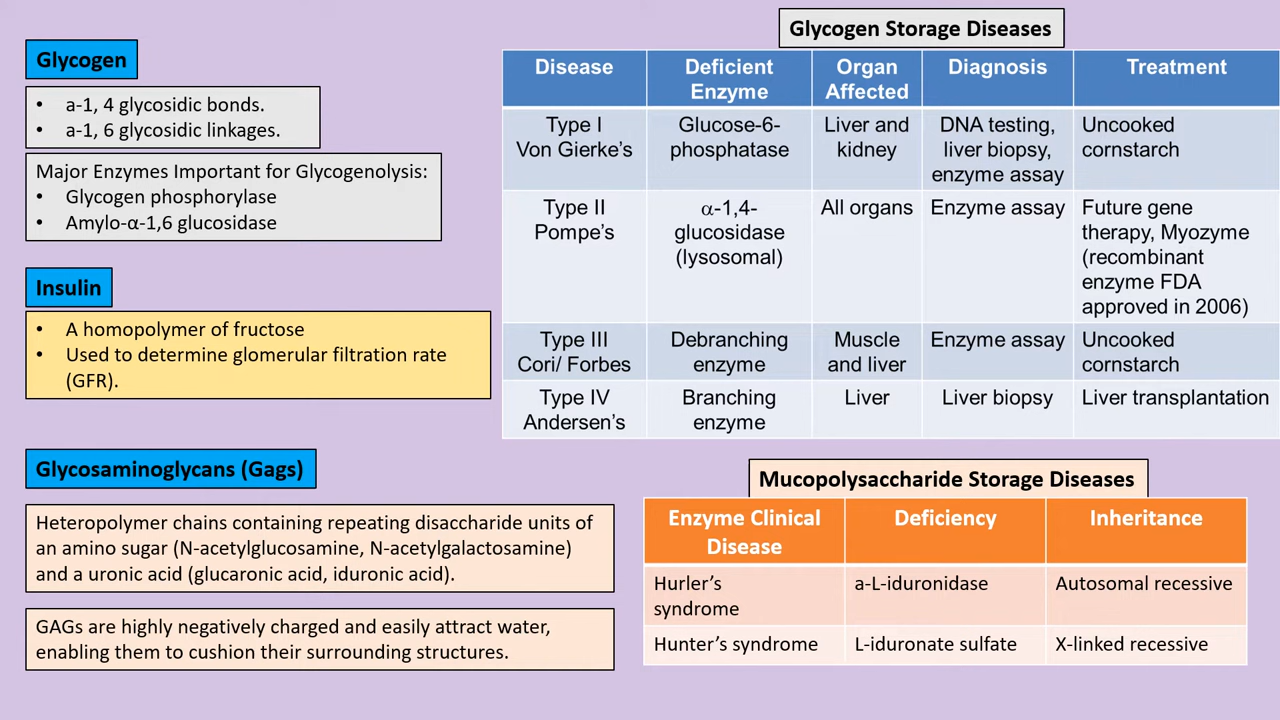 Glycogen
• a-1, 4 glycosidic bonds.
• a-1, 6 glycosidic linkages.
Major Enzymes Important for Glycogenolysis:
• Glycogen phosphorylase
• Amylo-α-1,6 glucosidase
Insulin
• A homopolymer of fructose
• Used to determine glomerular filtration rate
(GFR).
Glycosaminoglycans (Gags)
Heteropolymer chains containing repeating disaccharide units of
an amino sugar (N-acetylglucosamine, N-acetylgalactosamine)
and a uronic acid (glucaronic acid, iduronic acid).
GAGs are highly negatively charged and easily attract water,
enabling them to cushion their surrounding structures.
Glycogen Storage Diseases
Disease
Deficient
Enzyme
Organ
Affected
Diagnosis
Treatment
Type I
Von Gierke's
Glucose-6-
phosphatase
Liver and
kidney
DNA testing,
liver biopsy,
enzyme assay
Uncooked
cornstarch
Type II
Pompe's
α-1,4-
glucosidase
(lysosomal)
All organs
Enzyme assay
Future gene
therapy, Myozyme
(recombinant
enzyme FDA
approved in 2006)
Type III
Cori/ Forbes
Debranching
enzyme
Muscle
and liver
Enzyme assay
Uncooked
cornstarch
Type IV
Andersen's
Branching
enzyme
Liver
Liver biopsy
Liver transplantation
Mucopolysaccharide Storage Diseases
Enzyme Clinical
Disease
Deficiency
Inheritance
Hurler's
syndrome
a-L-iduronidase
Autosomal recessive
Hunter's syndrome
L-iduronate sulfate
X-linked recessive